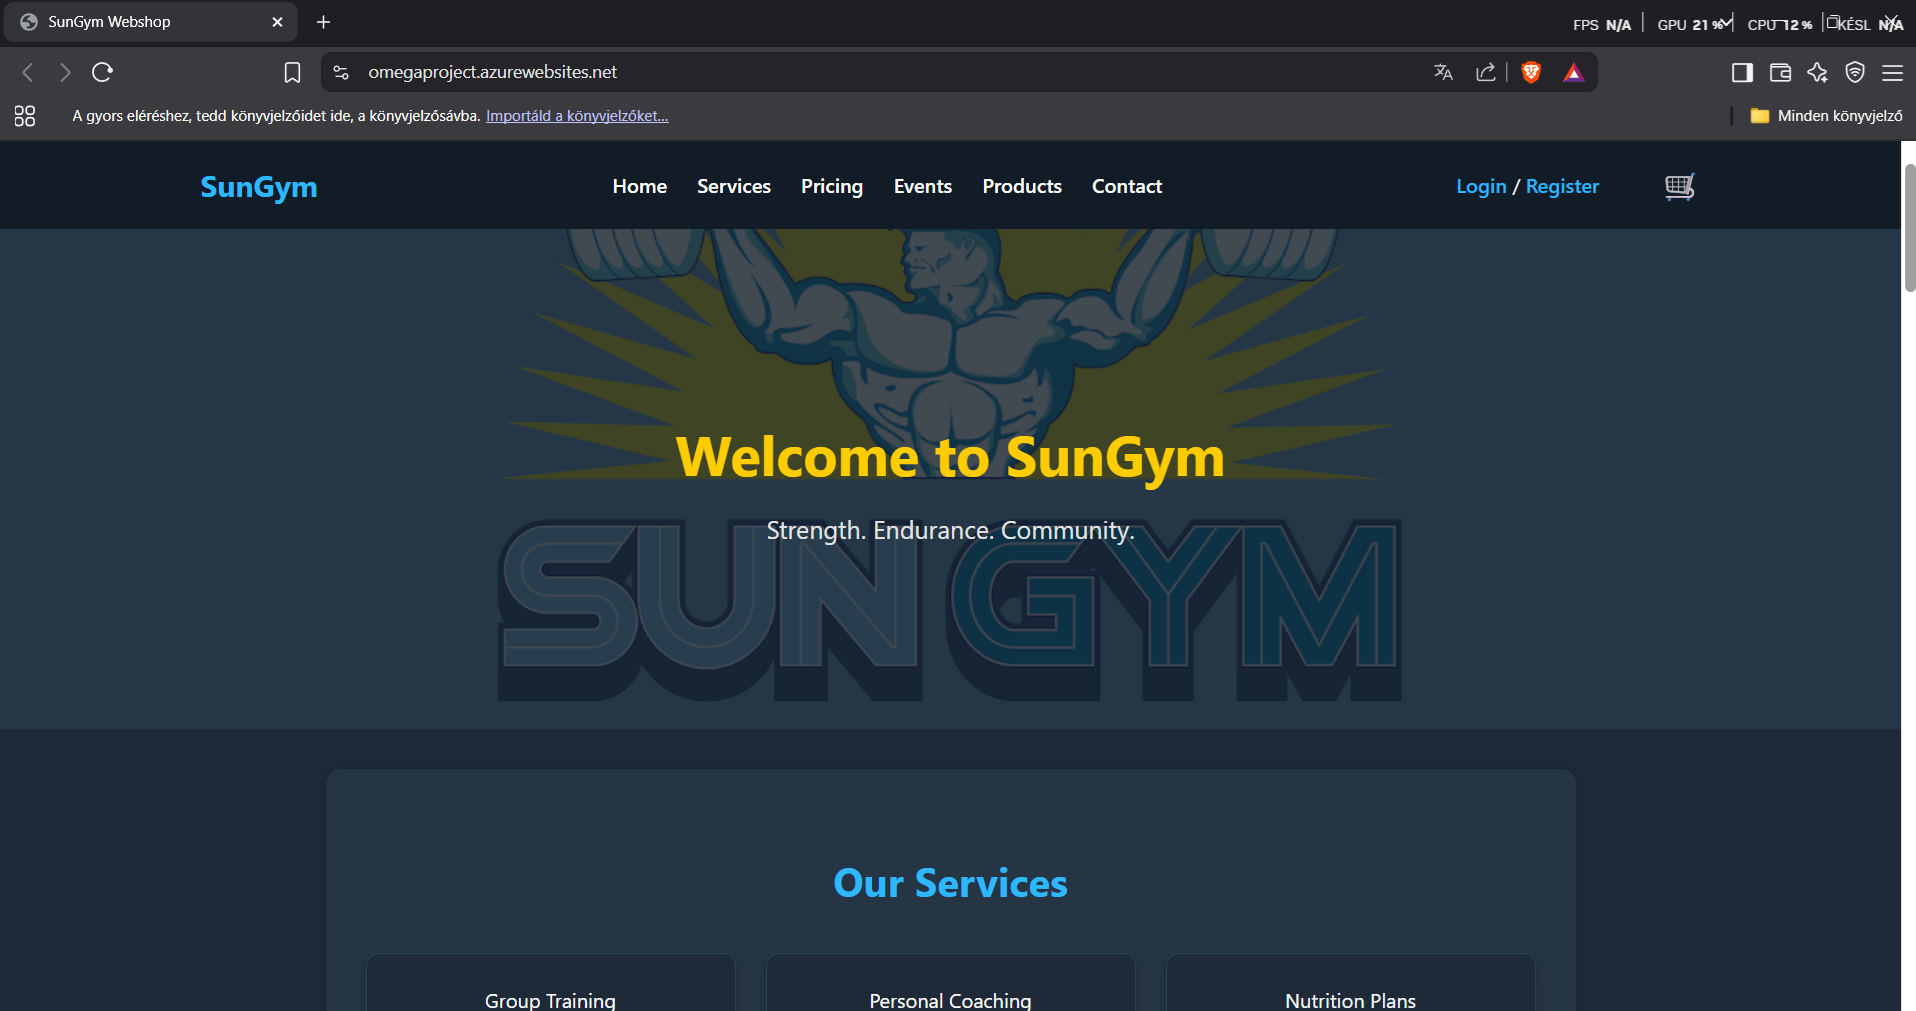 SunGym Webshop
FPS N/A GPU 21 % CPU 12 % KÉSL N/A
omegaproject.azurewebsites.net
A gyors eléréshez, tedd könyvjelzőidet ide, a könyvjelzősávba. Importáld a könyvjelzőket...
Minden könyvjelző
SunGym
Home Services Pricing Events Products Contact
Login / Register
Welcome to SunGym
Strength. Endurance. Community.
SUN GYM
Our Services
Group Training
Personal Coaching
Nutrition Plans